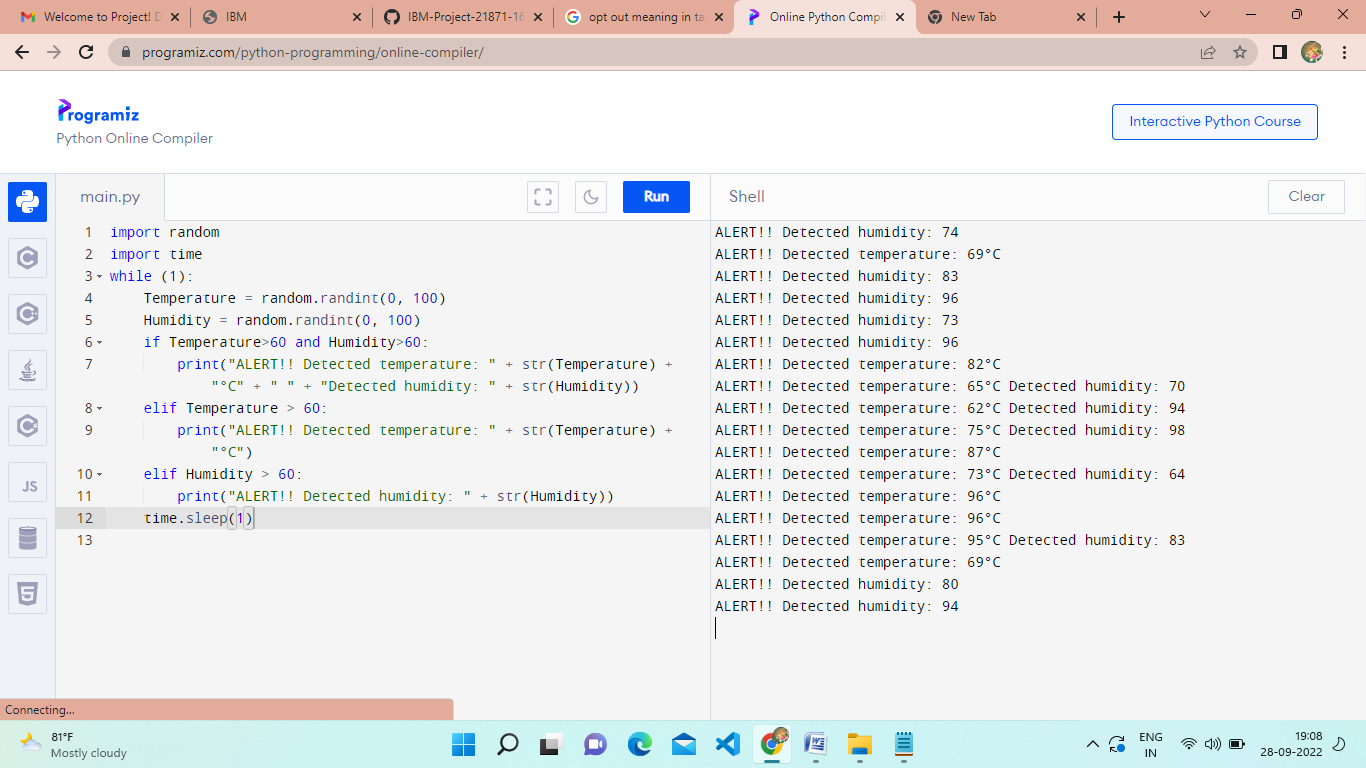 Welcome to Project! D
IBM
IBM-Project-21871-16
opt out meaning in ta
Online Python Compil
New Tab
programiz.com/python-programming/online-compiler/
Programiz
Python Online Compiler
Interactive Python Course
main.py
Run
Shell
Clear
1 import random
2 import time
3 while (1):
4 Temperature = random.randint(0, 100)
5 Humidity = random.randint(0, 100)
6 if Temperature>60 and Humidity>60:
7 print("ALERT!! Detected temperature: " + str(Temperature) +
"°C" + " " + "Detected humidity: " + str(Humidity))
8 elif Temperature > 60:
9 print("ALERT!! Detected temperature: " + str(Temperature) +
"°C")
10 elif Humidity > 60:
11 print("ALERT!! Detected humidity: " + str(Humidity))
12 time.sleep(1)
13
ALERT!! Detected humidity: 74
ALERT!! Detected temperature: 69°C
ALERT!! Detected humidity: 83
ALERT!! Detected humidity: 96
ALERT!! Detected humidity: 73
ALERT!! Detected humidity: 96
ALERT!! Detected temperature: 82°C
ALERT!! Detected temperature: 65°C Detected humidity: 70
ALERT!! Detected temperature: 62°C Detected humidity: 94
ALERT!! Detected temperature: 75°C Detected humidity: 98
ALERT!! Detected temperature: 87°C
ALERT!! Detected temperature: 73°C Detected humidity: 64
ALERT!! Detected temperature: 96°C
ALERT!! Detected temperature: 96°C
ALERT!! Detected temperature: 95°C Detected humidity: 83
ALERT!! Detected temperature: 69°C
ALERT!! Detected humidity: 80
ALERT!! Detected humidity: 94
JS
Connecting...
81°F
Mostly cloudy
ENG
IN
19:08
28-09-2022